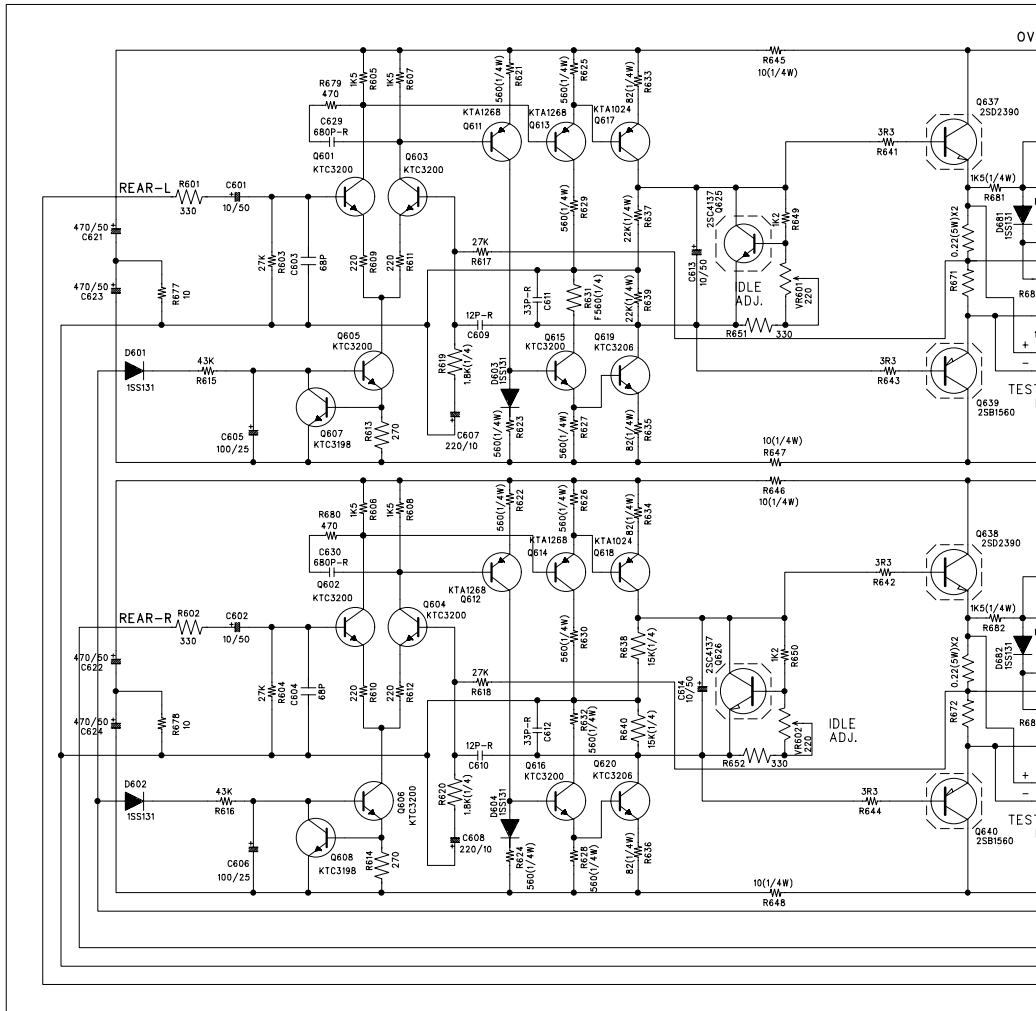 OV
R645
10(1/4W)
R679
470
1K5
R605
1K5
R607
560(1/4W)
R621
560(1/4W)
R625
82(1/4W)
R633
C629
680P-R
KTA1268
Q611
KTA1268
Q613
KTA1024
Q617
Q637
2SD2390
3R3
R641
Q601
KTC3200
Q603
KTC3200
REAR-L
R601
330
C601
10/50
560(1/4W)
R629
22K(1/4W)
R637
2SC4137
Q625
1K2
R649
1K5(1/4W)
R681
D681
1SS131
470/50
C621
27K
R603
C603
68P
220
R609
220
R611
27K
R617
C613
10/50
0.22(5W)X2
R671
470/50
C623
R677
10
33P-R
C611
R631
F560(1/4)
22K(1/4W)
R639
IDLE
ADJ.
VR601
220
R68
12P-R
C609
R651
330
Q605
KTC3200
Q615
KTC3200
Q619
KTC3206
D601
1SS131
43K
R615
R619
1.8K(1/4)
D603
1SS131
3R3
R643
+
-
TEST
Q639
2SB1560
C605
100/25
Q607
KTC3198
R613
270
C607
220/10
560(1/4W)
R623
560(1/4W)
R627
82(1/4W)
R635
10(1/4W)
R647
R646
10(1/4W)
R680
470
1K5
R606
1K5
R608
560(1/4W)
R622
560(1/4W)
R626
82(1/4W)
R634
C630
680P-R
KTA1268
Q614
KTA1024
Q618
Q638
2SD2390
3R3
R642
Q602
KTC3200
KTA1268
Q612
Q604
KTC3200
REAR-R
R602
330
C602
10/50
560(1/4W)
R630
R638
15K(1/4)
2SC4137
Q626
1K2
R650
1K5(1/4W)
R682
D682
1SS131
470/50
C622
27K
R604
C604
68P
220
R610
220
R612
27K
R618
C614
10/50
0.22(5W)X2
R672
470/50
C624
R678
10
33P-R
C612
R632
560(1/4W)
R640
15K(1/4)
VR602
220
IDLE
ADJ.
R68
12P-R
C610
R652
330
Q616
KTC3200
Q620
KTC3206
D602
1SS131
43K
R616
Q606
KTC3200
R620
1.8K(1/4)
D604
1SS131
3R3
R644
+
-
TEST
Q640
2SB1560
C606
100/25
Q608
KTC3198
R614
270
C608
220/10
R624
560(1/4W)
R628
560(1/4W)
82(1/4W)
R636
10(1/4W)
R648